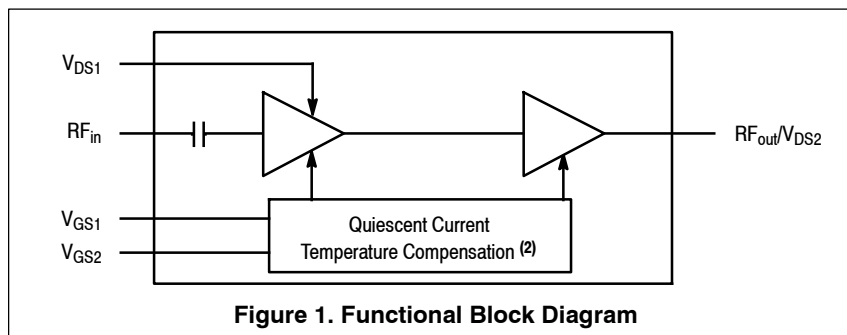 V_DS1
RF_in
RF_out/V_DS2
V_GS1
V_GS2
Quiescent Current
Temperature Compensation (2)
Figure 1. Functional Block Diagram